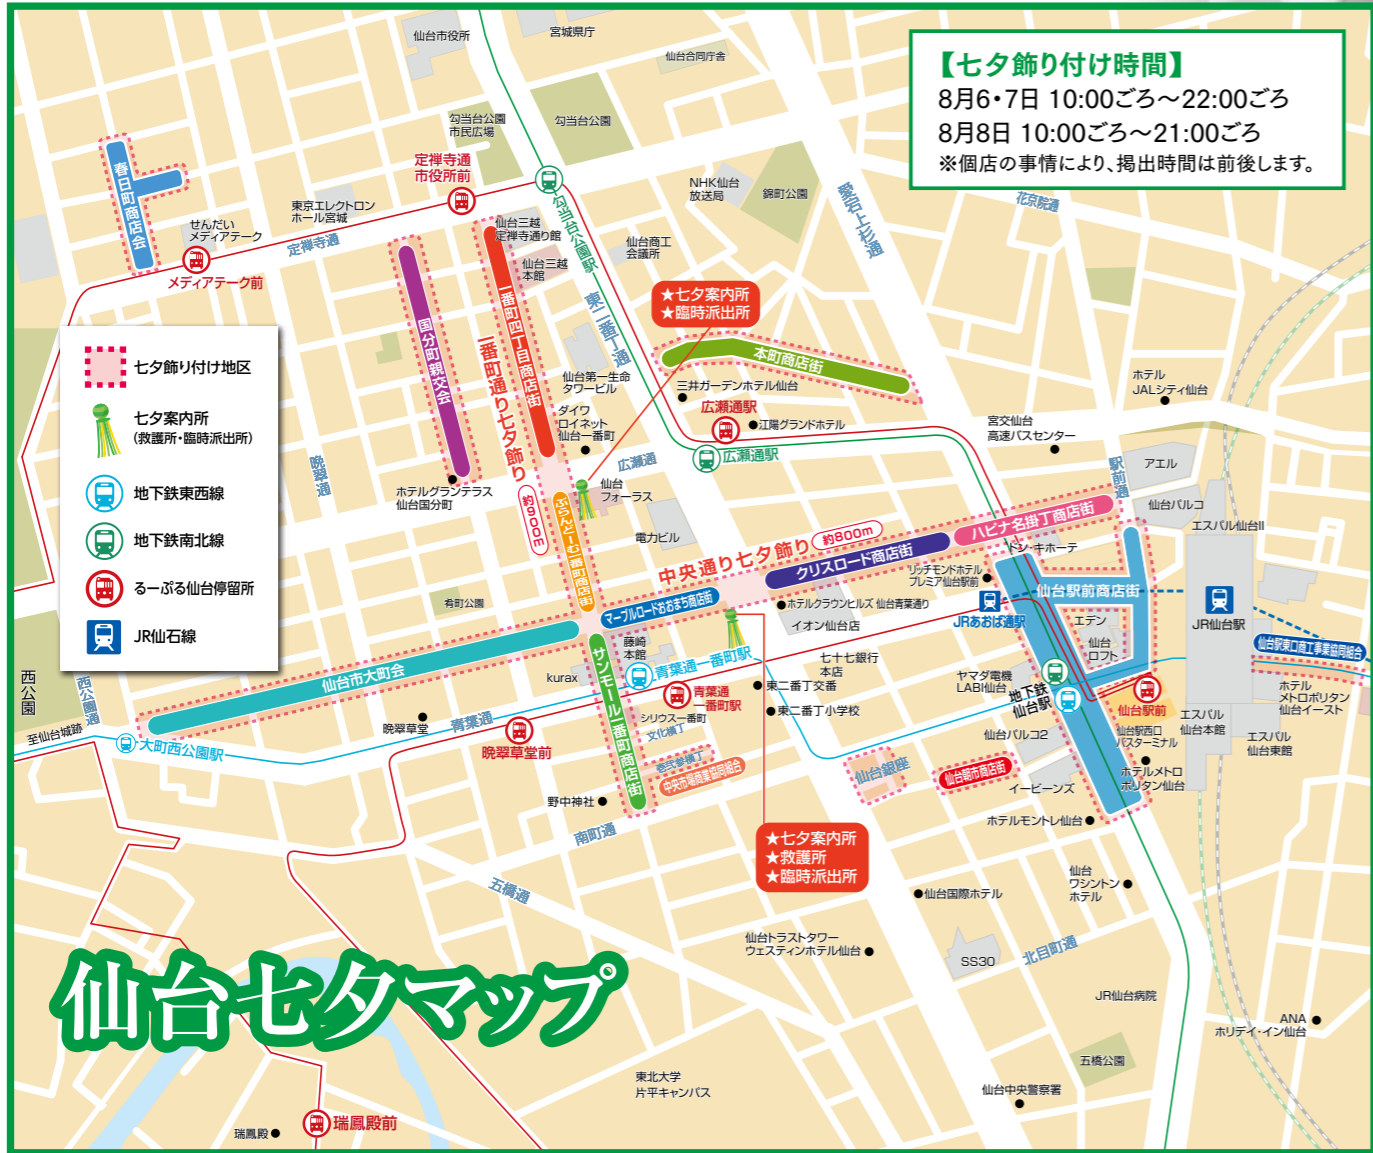 【七夕飾り付け時間】
8月6・7日 10:00ごろ～22:00ごろ
8月8日 10:00ごろ～21:00ごろ
※個店の事情により、掲出時間は前後します。
仙台市役所
宮城県庁
仙台合同庁舎
勾当台公園
市民広場
勾当台公園
定禅寺通
市役所前
春日町商店会
せんだい
メディアテーク
東京エレクトロン
ホール宮城
定禅寺通
メディアテーク前
仙台三越
定禅寺通り館
仙台三越
本館
勾当台公園駅
NHK仙台
放送局
錦町公園
愛宕上杉通
花京院通
仙台商工
会議所
東二番丁通
★七夕案内所
★臨時派出所
国分町親交会
一番町四丁目商店街
一番町通り七夕飾り
約900m
仙台第一生命
タワービル
ダイワ
ロイネット
仙台一番町
本町商店街
三井ガーデンホテル仙台
広瀬通駅
江陽グランドホテル
広瀬通駅
広瀬通
ホテル
JALシティ仙台
宮交仙台
高速バスセンター
アエル
駅前通
仙台パルコ
エスパル仙台II
七夕飾り付け地区
七夕案内所
(救護所・臨時派出所)
地下鉄東西線
地下鉄南北線
るーぷる仙台停留所
JR仙石線
晩翠通
ホテルグランテラス
仙台国分町
ぶらんどーむ一番町商店街
仙台
フォーラス
電力ビル
中央通り七夕飾り
約800m
ハピナ名掛丁商店街
クリスロード商店街
ドン・キホーテ
リッチモンドホテル
プレミア仙台駅前
マーブルロードおおまち商店街
ホテルクラウンヒルズ 仙台青葉通り
イオン仙台店
JRあおば通駅
仙台駅前商店街
エデン
仙台
ロフト
JR仙台駅
仙台駅東口商工事業協同組合
肴町公園
仙台市大町会
藤崎
本館
kurax
サンモール一番町商店街
青葉通一番町駅
青葉通
一番町駅
シリウス一番町
文化横丁
壱弐参横丁
中央市場商業協同組合
七十七銀行
本店
東二番丁交番
東二番丁小学校
ヤマダ電機
LABI仙台
地下鉄
仙台駅
仙台駅前
仙台駅西口
バスターミナル
エスパル
仙台本館
ホテル
メトロポリタン
仙台イースト
エスパル
仙台東館
西公園
西公園通
至仙台城跡
大町西公園駅
晩翠草堂
青葉通
晩翠草堂前
野中神社
南町通
仙台パルコ2
仙台銀座
仙台朝市商店街
イービーンズ
ホテルメトロ
ポリタン仙台
ホテルモントレ仙台
★七夕案内所
★救護所
★臨時派出所
五橋通
仙台国際ホテル
仙台
ワシントン
ホテル
仙台トラストタワー
ウェスティンホテル仙台
SS30
北目町通
JR仙台病院
ANA
ホリデイ・イン仙台
仙台七夕マップ
東北大学
片平キャンパス
五橋公園
仙台中央警察署
瑞鳳殿
瑞鳳殿前